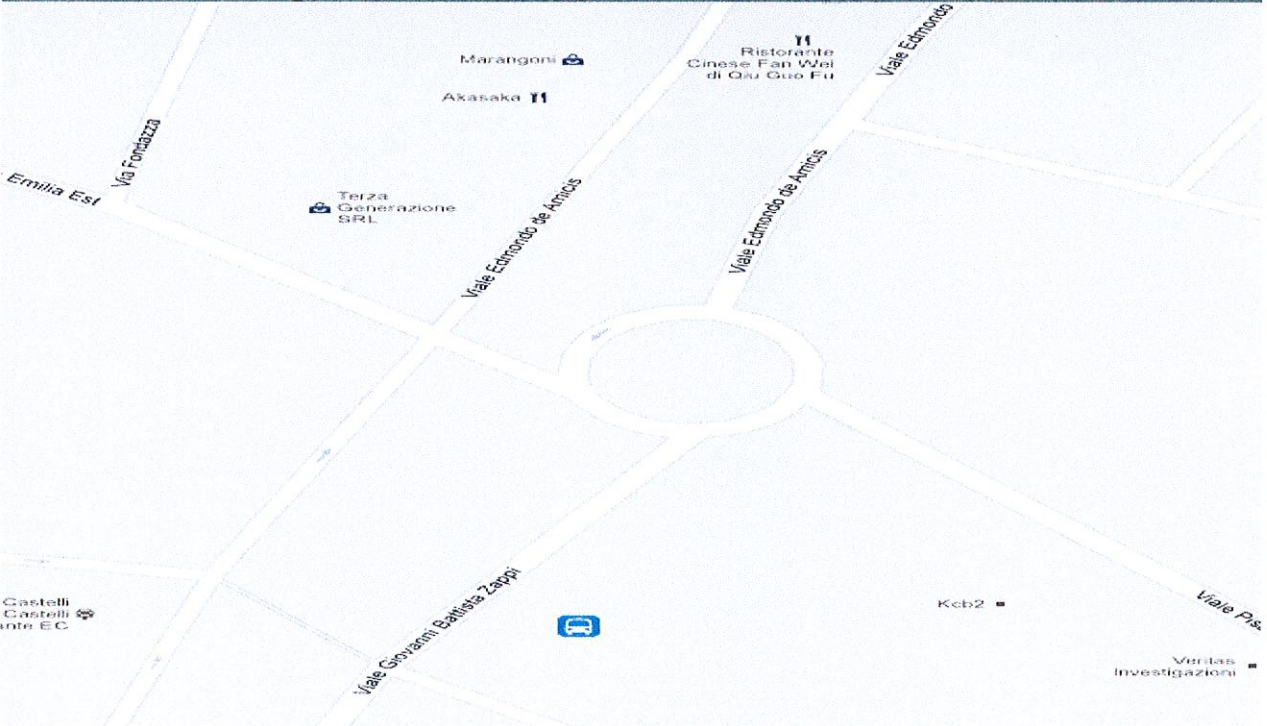 Viale Edmondo
Ristorante
Cinese Fan Wei
di Qiu Guo Fu
Marangoni
Akasaka
Via Fondazza
Emilia Est
Terza
Generazione
SRL
Viale Edmondo de Amicis
Viale Edmondo de Amicis
Castelli
Castelli
ante EC
Viale Giovanni Battista Zappi
Kcb2
Viale Pis
Veritas
Investigazioni